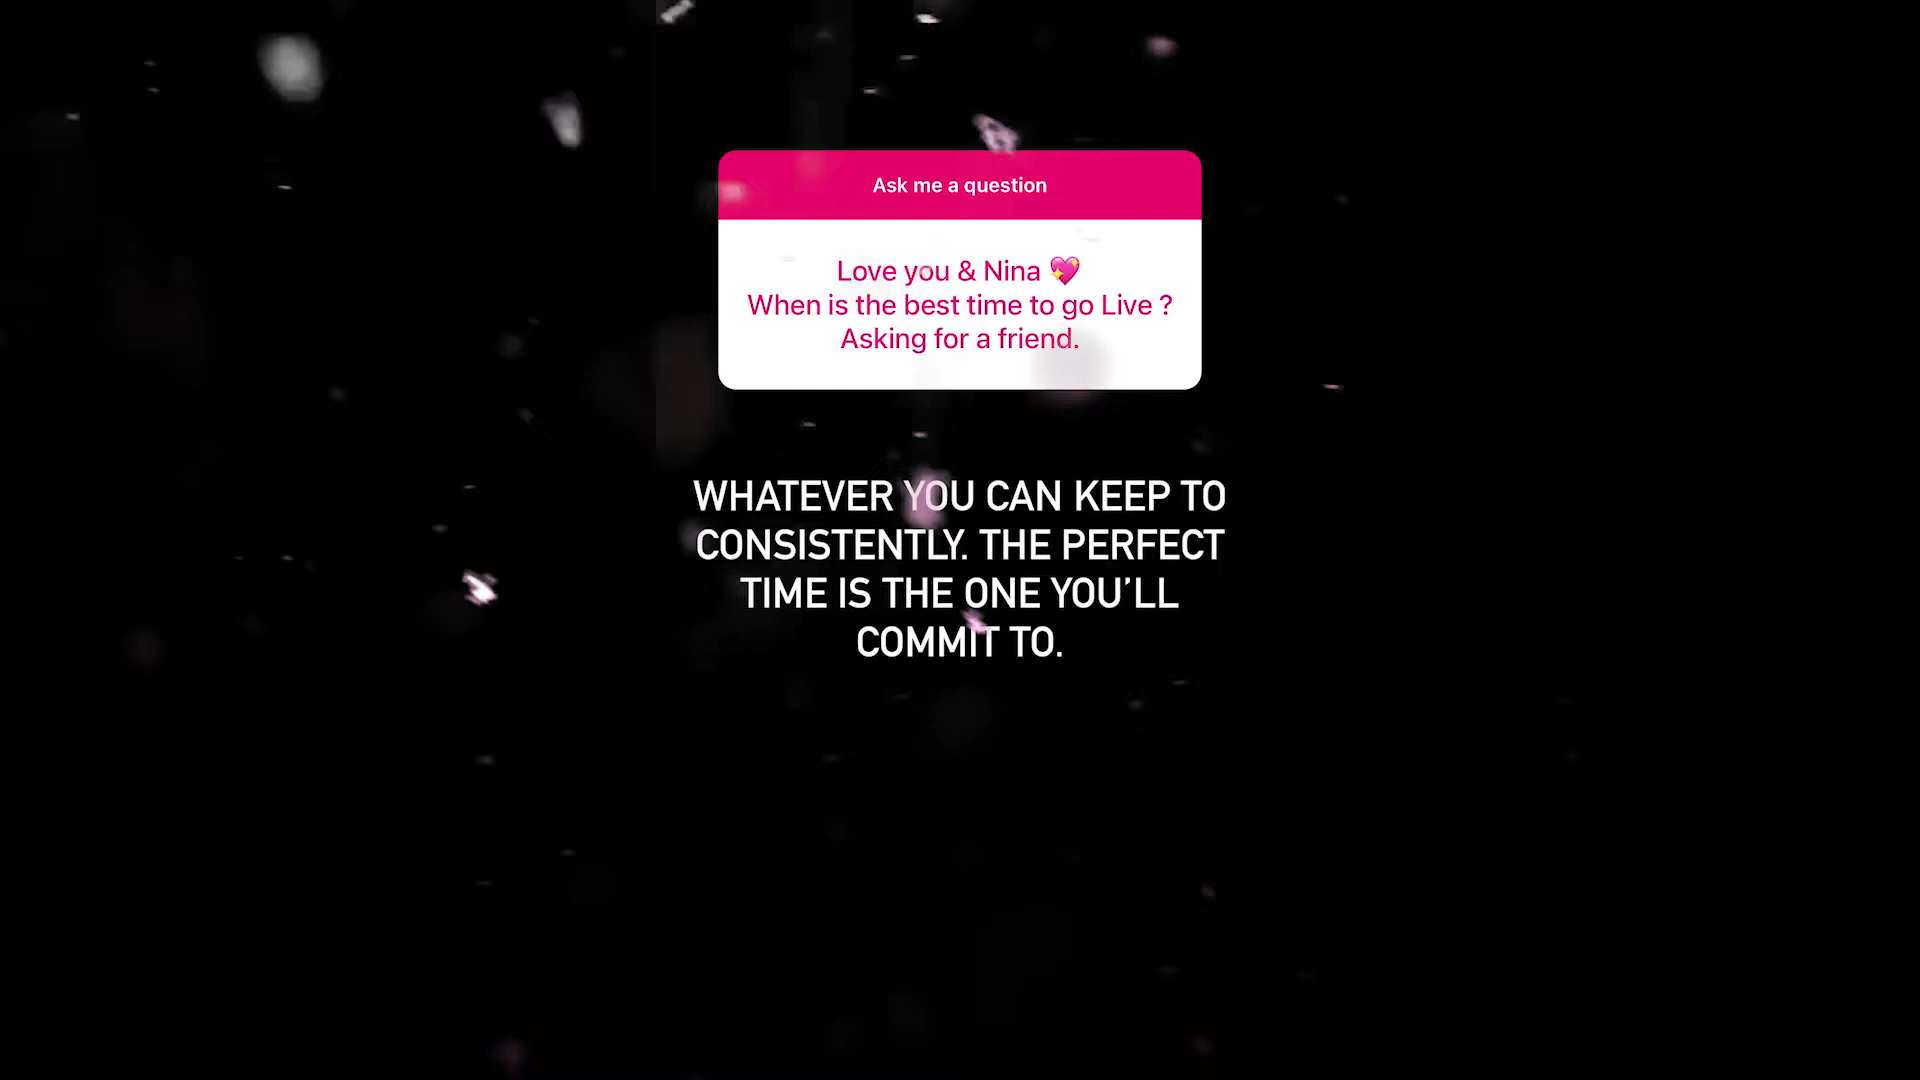 Ask me a question
Love you & Nina 💖
When is the best time to go Live ?
Asking for a friend.
WHATEVER YOU CAN KEEP TO
CONSISTENTLY. THE PERFECT
TIME IS THE ONE YOU’LL
COMMIT TO.